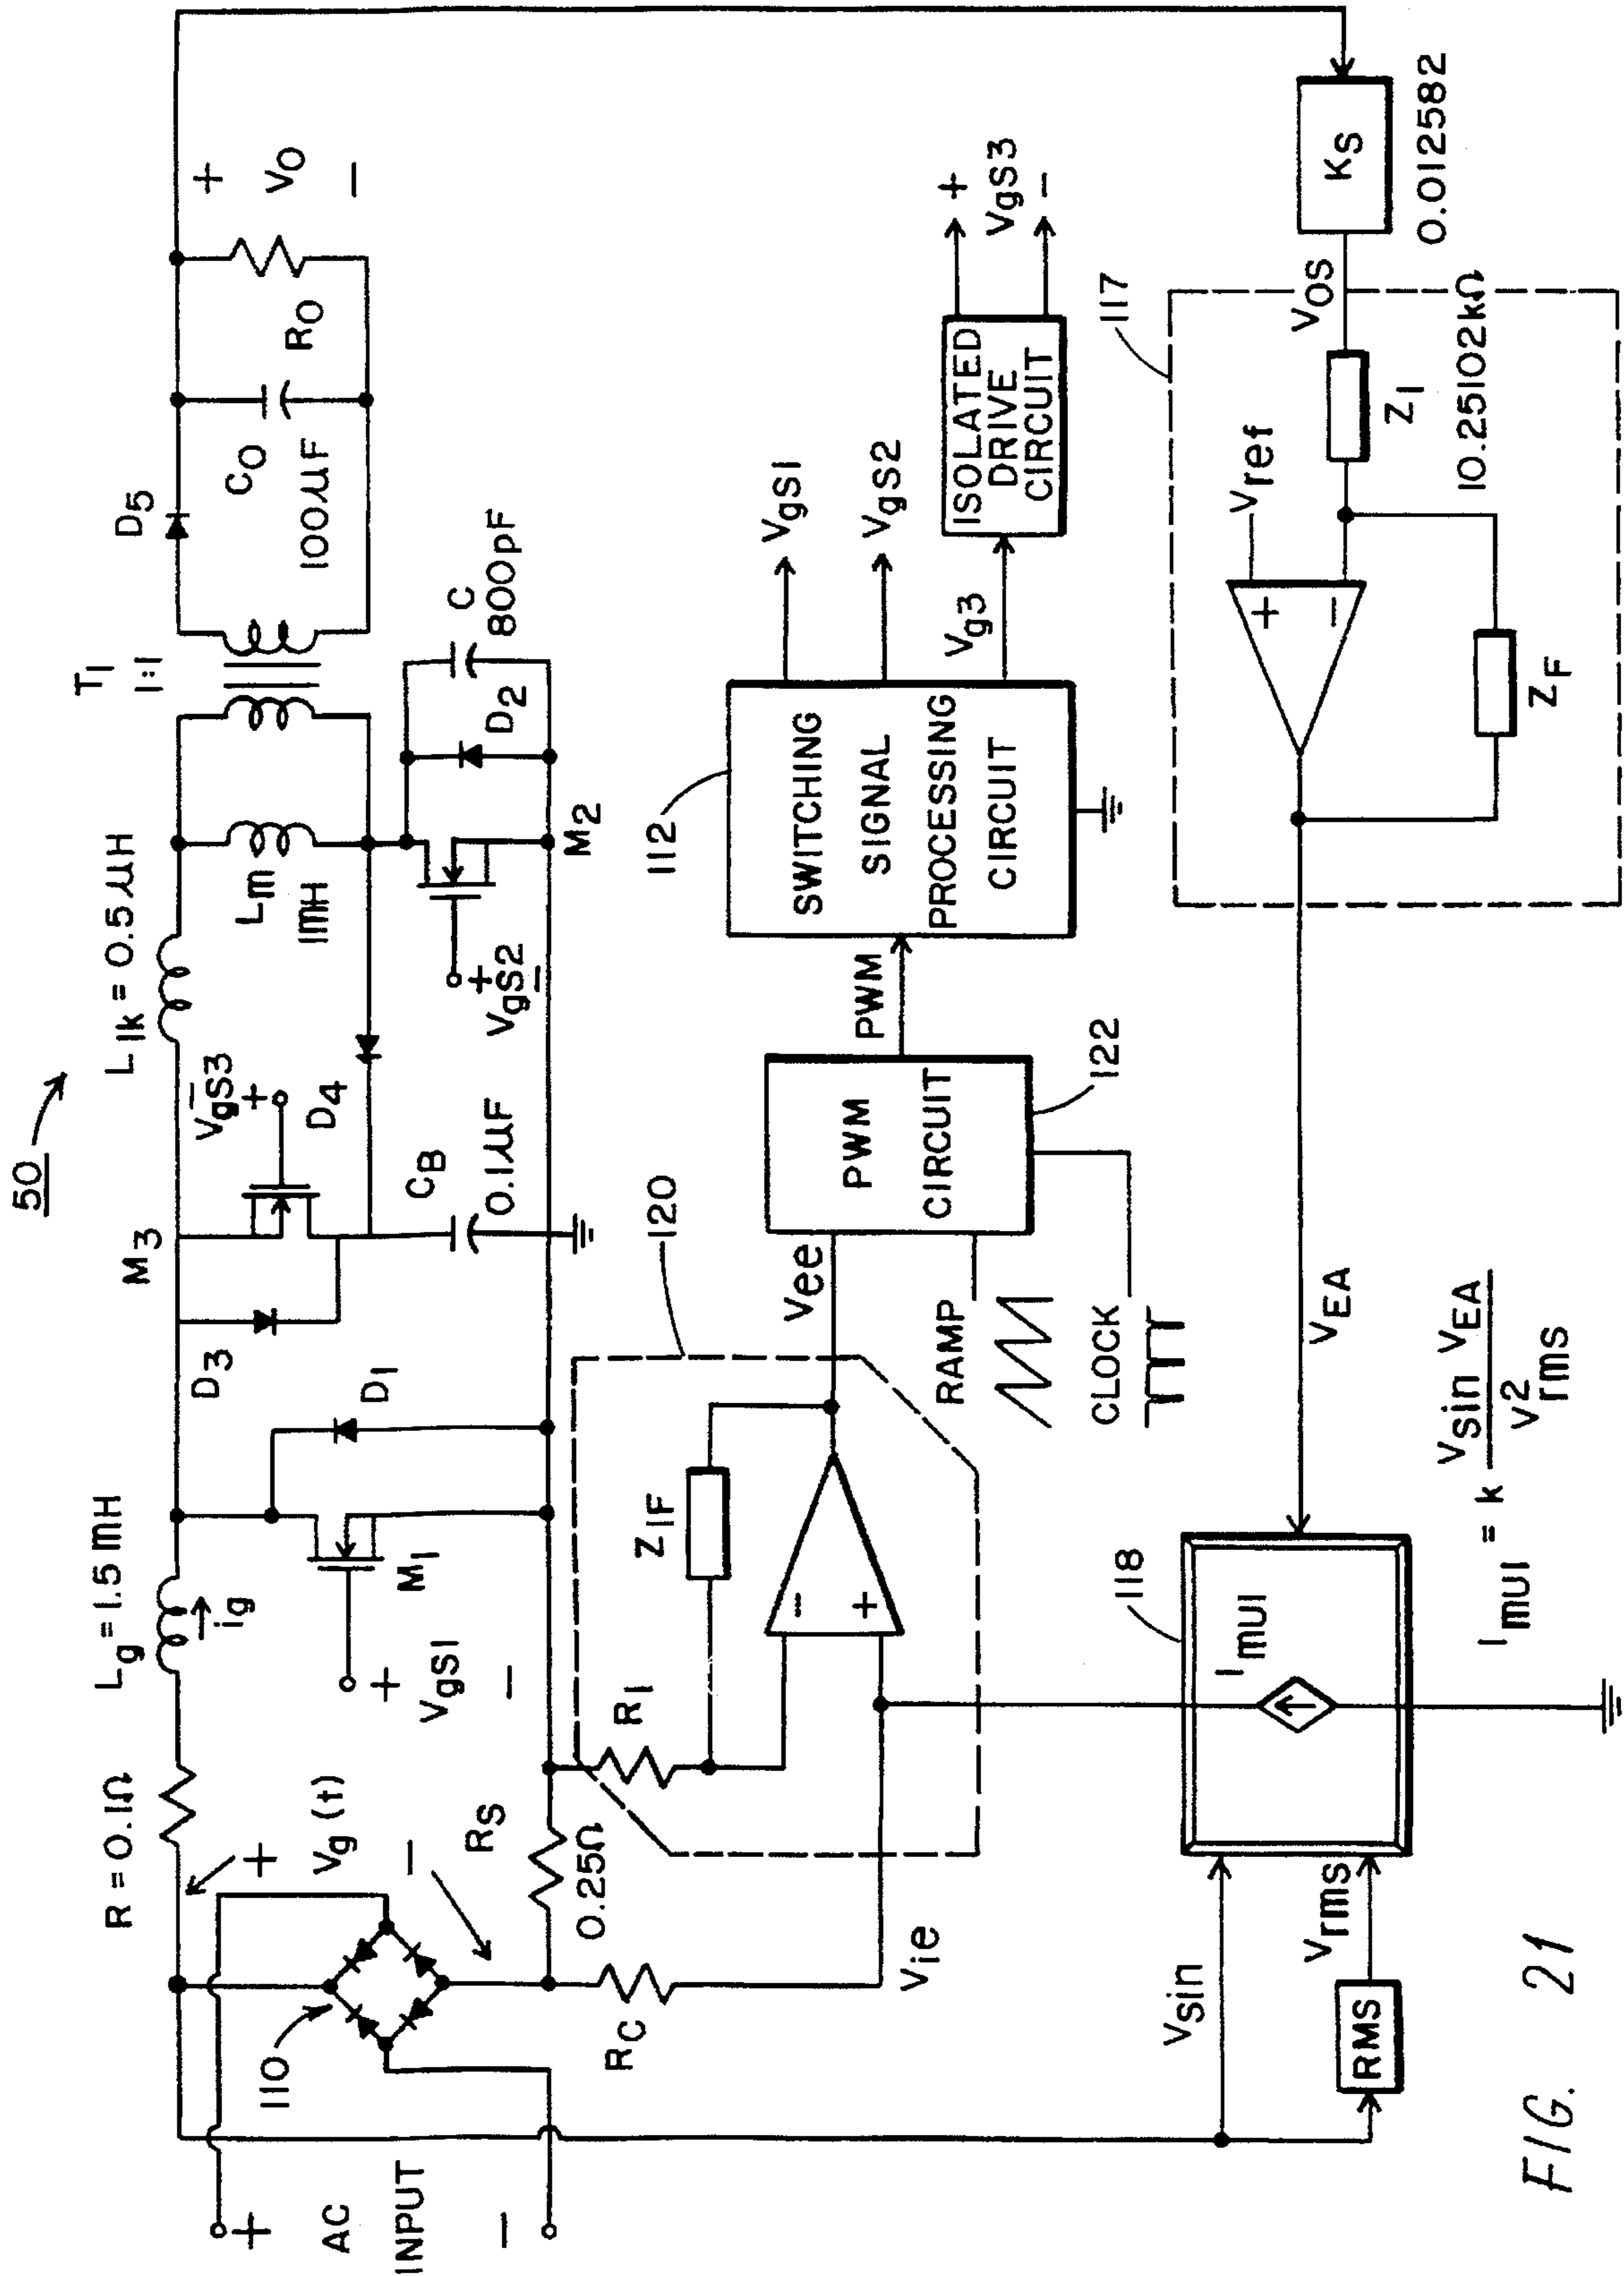 50
R = 0.1Ω
Lg = 1.5 mH
ig
Llk = 0.5 μH
T1
1:1
D5
+
VO
−
M3
VgS3
−
+
D3
D4
D1
CB
0.1μF
Lm
1mH
CO
100μF
RO
C
800pF
D2
M2
VgS2
+
−
M1
+
VgS1
−
+
Vg(t)
−
110
+
AC
INPUT
−
RS
0.25Ω
RC
R1
Z1F
−
+
120
Vee
RAMP
CLOCK
PWM
CIRCUIT
122
PWM
112
SWITCHING
SIGNAL
PROCESSING
CIRCUIT
VgS1
VgS2
Vg3
ISOLATED
DRIVE
CIRCUIT
+
VgS3
−
Vie
Vsin
Vrms
RMS
118
Imul
VEA
Imul = k Vsin VEA / V²rms
117
Vref
+
−
ZF
Z1
10.25102kΩ
VOS
KS
0.012582
FIG. 21